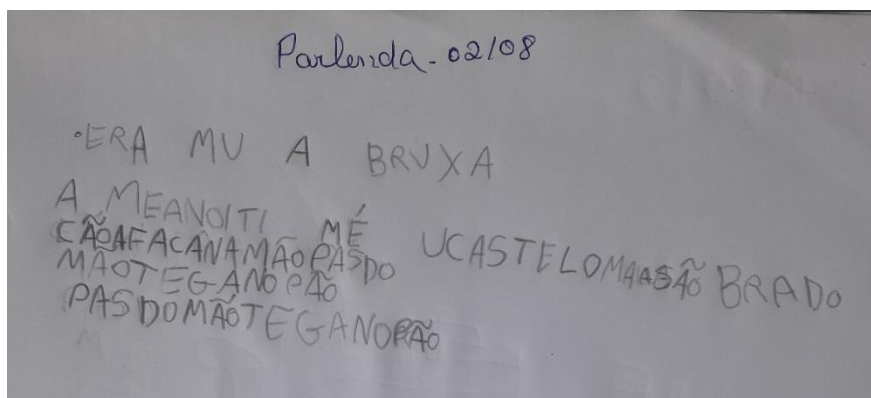 Parlenda - 02/08
•ERA MU A BRUXA
A MEANOITI MÉ UCASTELOMAASÃO BRADO
CÃOAFACANAMÃOPASDO
MÃOTEGANOPÃO
PASDOMÃOTEGANOPÃO